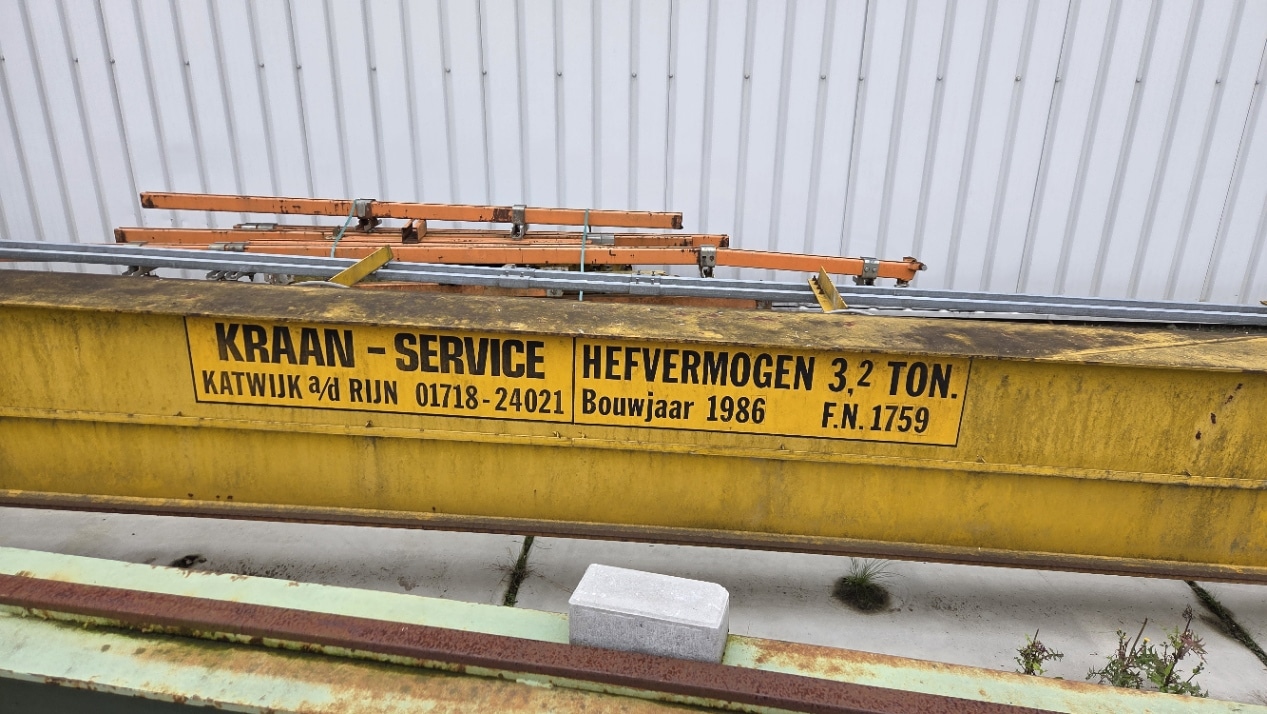 KRAAN - SERVICE
KATWIJK a/d RIJN 01718-24021
HEFVERMOGEN 3,2 TON.
Bouwjaar 1986 F.N. 1759